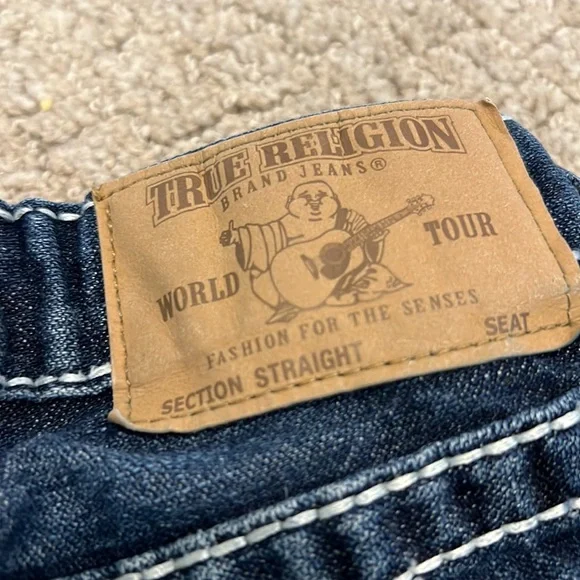 TRUE RELIGION
BRAND JEANS®
WORLD TOUR
FASHION FOR THE SENSES
SECTION STRAIGHT SEAT